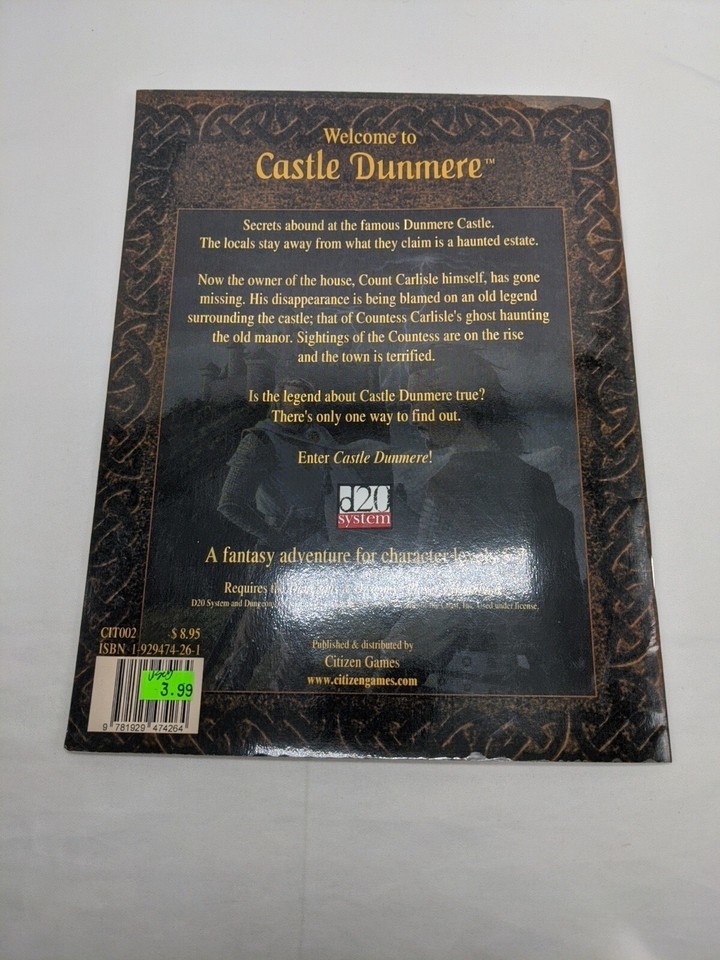 Welcome to
Castle Dunmere™
Secrets abound at the famous Dunmere Castle.
The locals stay away from what they claim is a haunted estate.
Now the owner of the house, Count Carlisle himself, has gone
missing. His disappearance is being blamed on an old legend
surrounding the castle; that of Countess Carlisle's ghost haunting
the old manor. Sightings of the Countess are on the rise
and the town is terrified.
Is the legend about Castle Dunmere true?
There's only one way to find out.
Enter Castle Dunmere!
d20
system
A fantasy adventure for character levels
Requires the
D20 System and Dungeons Coast, Inc. used under license.
CIT002 $ 8.95
ISBN 1-929474-26-1
Used
3.99
9 781929 474264
Published & distributed by
Citizen Games
www.citizengames.com